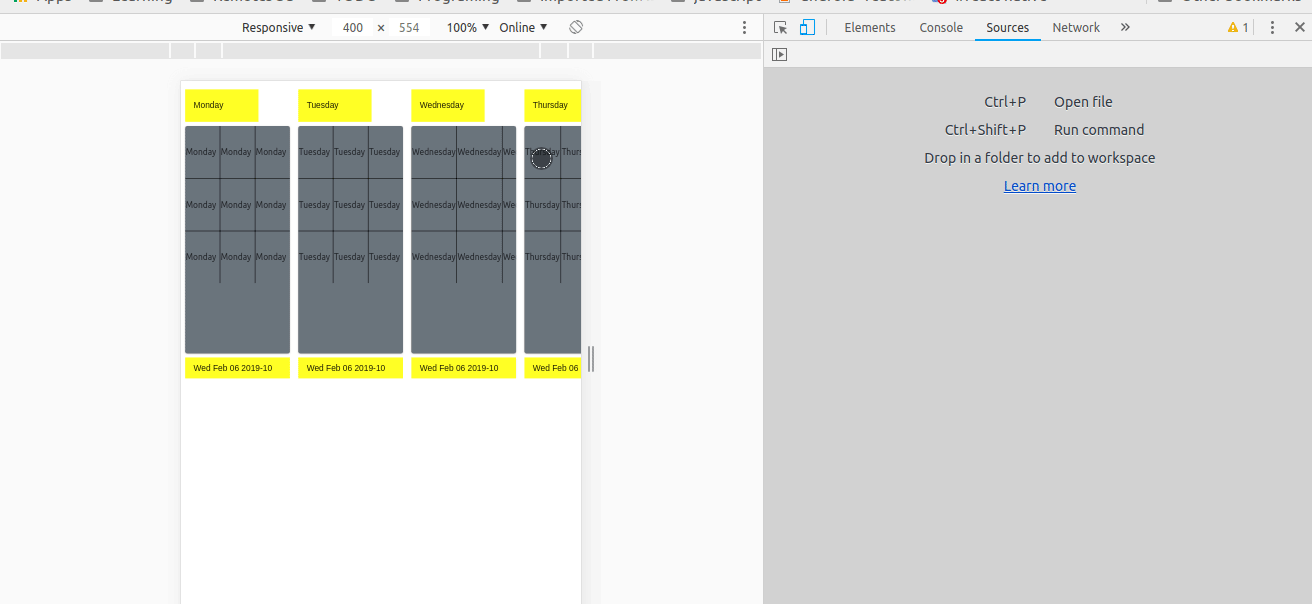 Responsive ▼ 400 × 554 100% ▼ Online ▼
Elements Console Sources Network » 1
Ctrl+P Open file
Ctrl+Shift+P Run command
Drop in a folder to add to workspace
Learn more
Monday Tuesday Wednesday Thursday
Monday Monday Monday Tuesday Tuesday Tuesday Wednesday Wednesday We Thursday Thurs
Monday Monday Monday Tuesday Tuesday Tuesday Wednesday Wednesday We Thursday Thurs
Monday Monday Monday Tuesday Tuesday Tuesday Wednesday Wednesday We Thursday Thurs
Wed Feb 06 2019-10 Wed Feb 06 2019-10 Wed Feb 06 2019-10 Wed Feb 06